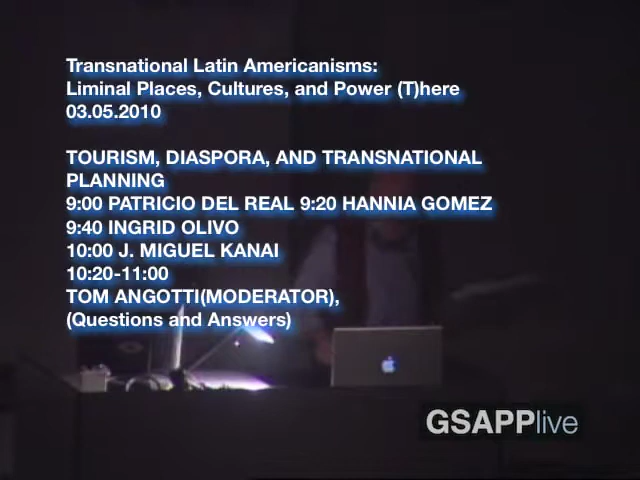 Transnational Latin Americanisms:
Liminal Places, Cultures, and Power (T)here
03.05.2010
TOURISM, DIASPORA, AND TRANSNATIONAL
PLANNING
9:00 PATRICIO DEL REAL 9:20 HANNIA GOMEZ
9:40 INGRID OLIVO
10:00 J. MIGUEL KANAI
10:20-11:00
TOM ANGOTTI(MODERATOR),
(Questions and Answers)
GSAPPlive